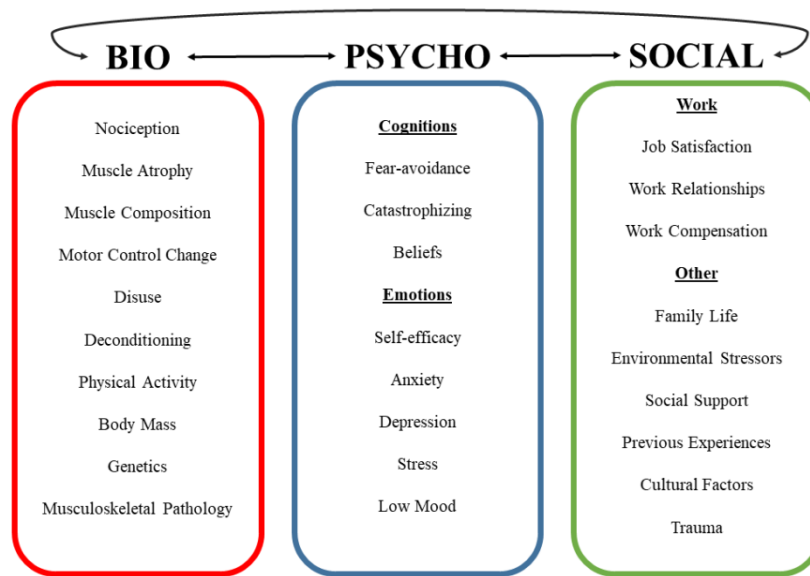 BIO
PSYCHO
SOCIAL
Nociception
Muscle Atrophy
Muscle Composition
Motor Control Change
Disuse
Deconditioning
Physical Activity
Body Mass
Genetics
Musculoskeletal Pathology
Cognitions
Fear-avoidance
Catastrophizing
Beliefs
Emotions
Self-efficacy
Anxiety
Depression
Stress
Low Mood
Work
Job Satisfaction
Work Relationships
Work Compensation
Other
Family Life
Environmental Stressors
Social Support
Previous Experiences
Cultural Factors
Trauma